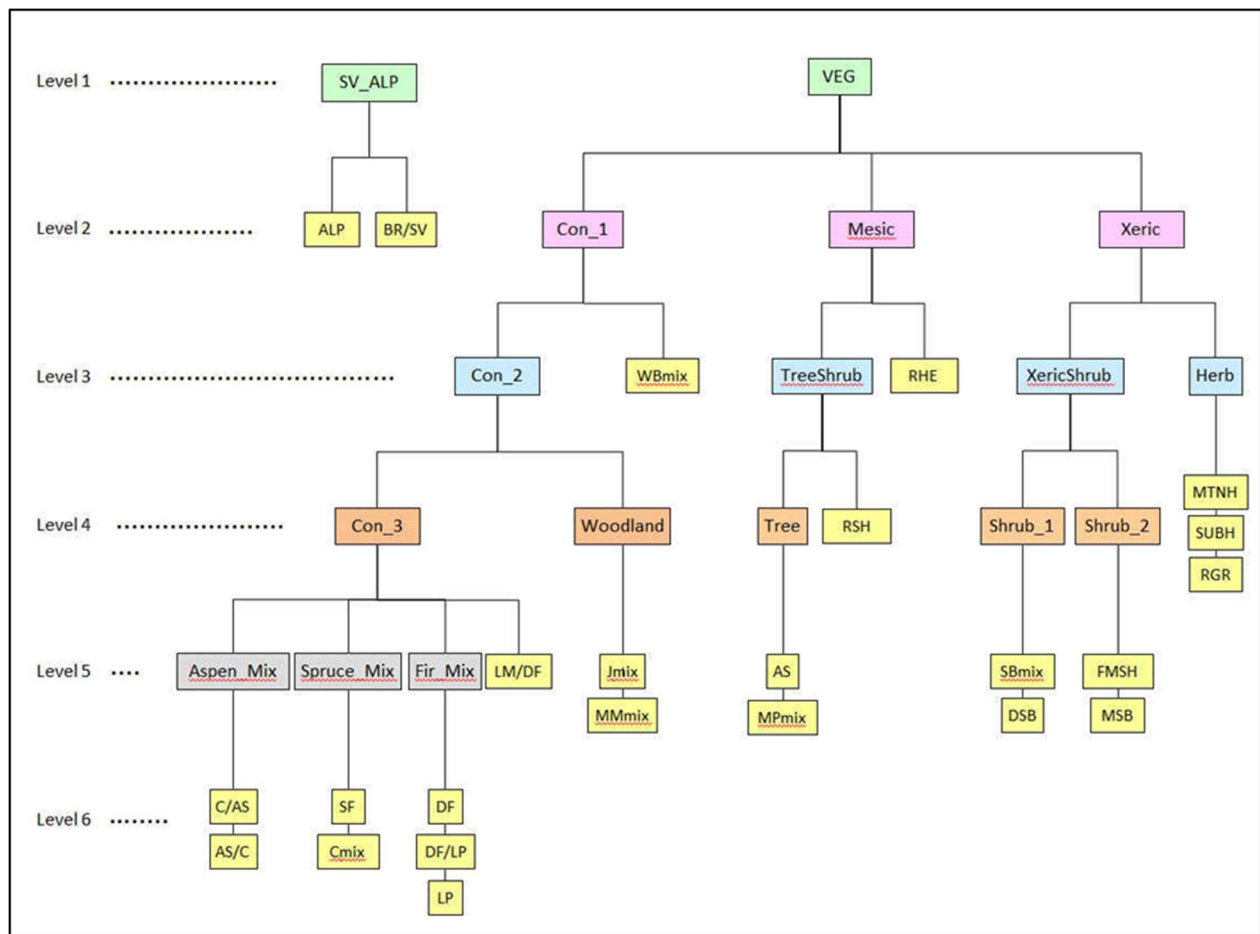 Level 1 ...................... SV_ALP VEG
Level 2 ................... ALP BR/SV Con_1 Mesic Xeric
Level 3 ...................................... Con_2 WBmix TreeShrub RHE XericShrub Herb
MTNH
Level 4 ...................... Con_3 Woodland Tree RSH Shrub_1 Shrub_2
SUBH
RGR
Level 5 .... Aspen_Mix Spruce_Mix Fir_Mix LM/DF Jmix AS SBmix FMSH
MMmix MPmix DSB MSB
C/AS SF DF
Level 6 ........
AS/C Cmix DF/LP
LP